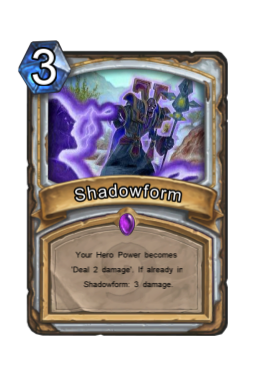 3
Shadowform
Your Hero Power becomes
'Deal 2 damage'. If already in
Shadowform: 3 damage.